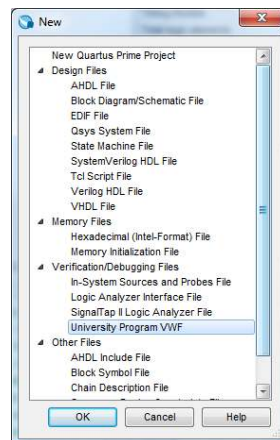 New
New Quartus Prime Project
Design Files
AHDL File
Block Diagram/Schematic File
EDIF File
Qsys System File
State Machine File
SystemVerilog HDL File
Tcl Script File
Verilog HDL File
VHDL File
Memory Files
Hexadecimal (Intel-Format) File
Memory Initialization File
Verification/Debugging Files
In-System Sources and Probes File
Logic Analyzer Interface File
SignalTap II Logic Analyzer File
University Program VWF
Other Files
AHDL Include File
Block Symbol File
Chain Description File
OK Cancel Help